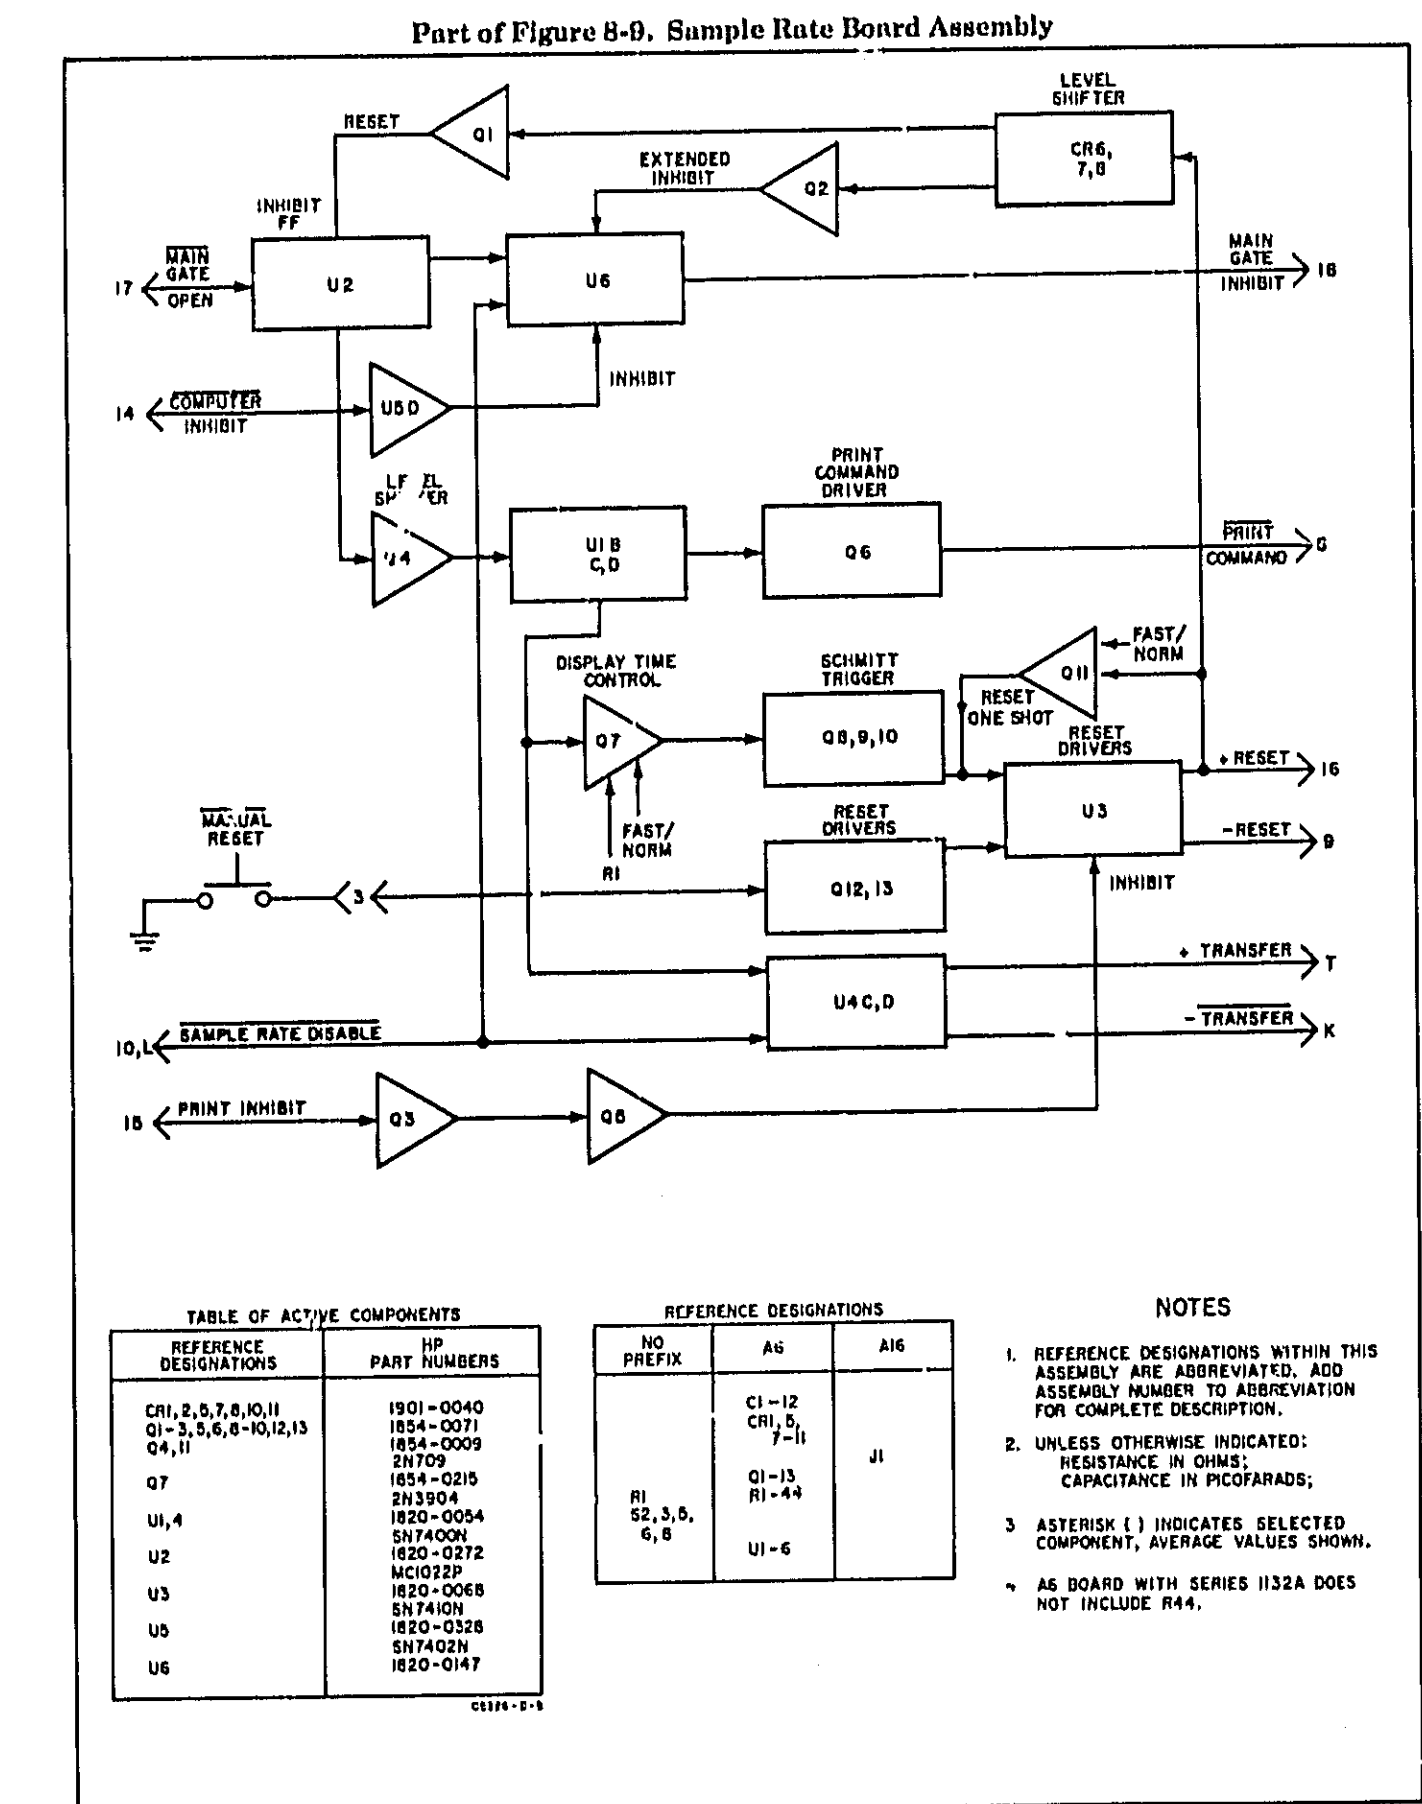 Part of Figure 8-9. Sample Rate Board Assembly
LEVEL
SHIFTER
RESET
Q1
CR6,
7,8
EXTENDED
INHIBIT
Q2
INHIBIT
FF
MAIN
GATE
OPEN
17
U2
U6
MAIN
GATE
INHIBIT
18
INHIBIT
14
COMPUTER
INHIBIT
U5D
PRINT
COMMAND
DRIVER
U4
U1B
C,D
Q6
PRINT
COMMAND
DISPLAY TIME
CONTROL
SCHMITT
TRIGGER
FAST/
NORM
Q11
RESET
ONE SHOT
Q7
Q8,9,10
RESET
DRIVERS
+RESET
16
U3
MANUAL
RESET
FAST/
NORM
R1
RESET
DRIVERS
-RESET
9
3
Q12,13
INHIBIT
+ TRANSFER
T
U4C,D
- TRANSFER
K
10,L
SAMPLE RATE DISABLE
15
PRINT INHIBIT
Q3
TABLE OF ACTIVE COMPONENTS
REFERENCE
DESIGNATIONS
HP
PART NUMBERS
CR1,2,5,7,8,10,11
1901-0040
Q1-3,5,6,8-10,12,13
1854-0071
Q4,11
1854-0009
2N709
Q7
1854-0215
2N3904
U1,4
1820-0054
SN7400N
U2
1820-0272
MC1022P
U3
1820-0068
SN7410N
U5
1820-0328
SN7402N
U6
1820-0147
REFERENCE DESIGNATIONS
NO
PREFIX
A6
A16
C1-12
CR1,5,
7-11
J1
Q1-13
R1
R1-44
S2,3,5,
6,8
U1-6
NOTES
1. REFERENCE DESIGNATIONS WITHIN THIS
ASSEMBLY ARE ABBREVIATED. ADD
ASSEMBLY NUMBER TO ABBREVIATION
FOR COMPLETE DESCRIPTION.
2. UNLESS OTHERWISE INDICATED:
RESISTANCE IN OHMS;
CAPACITANCE IN PICOFARADS;
3 ASTERISK ( ) INDICATES SELECTED
COMPONENT, AVERAGE VALUES SHOWN.
A6 BOARD WITH SERIES 1132A DOES
NOT INCLUDE R44.